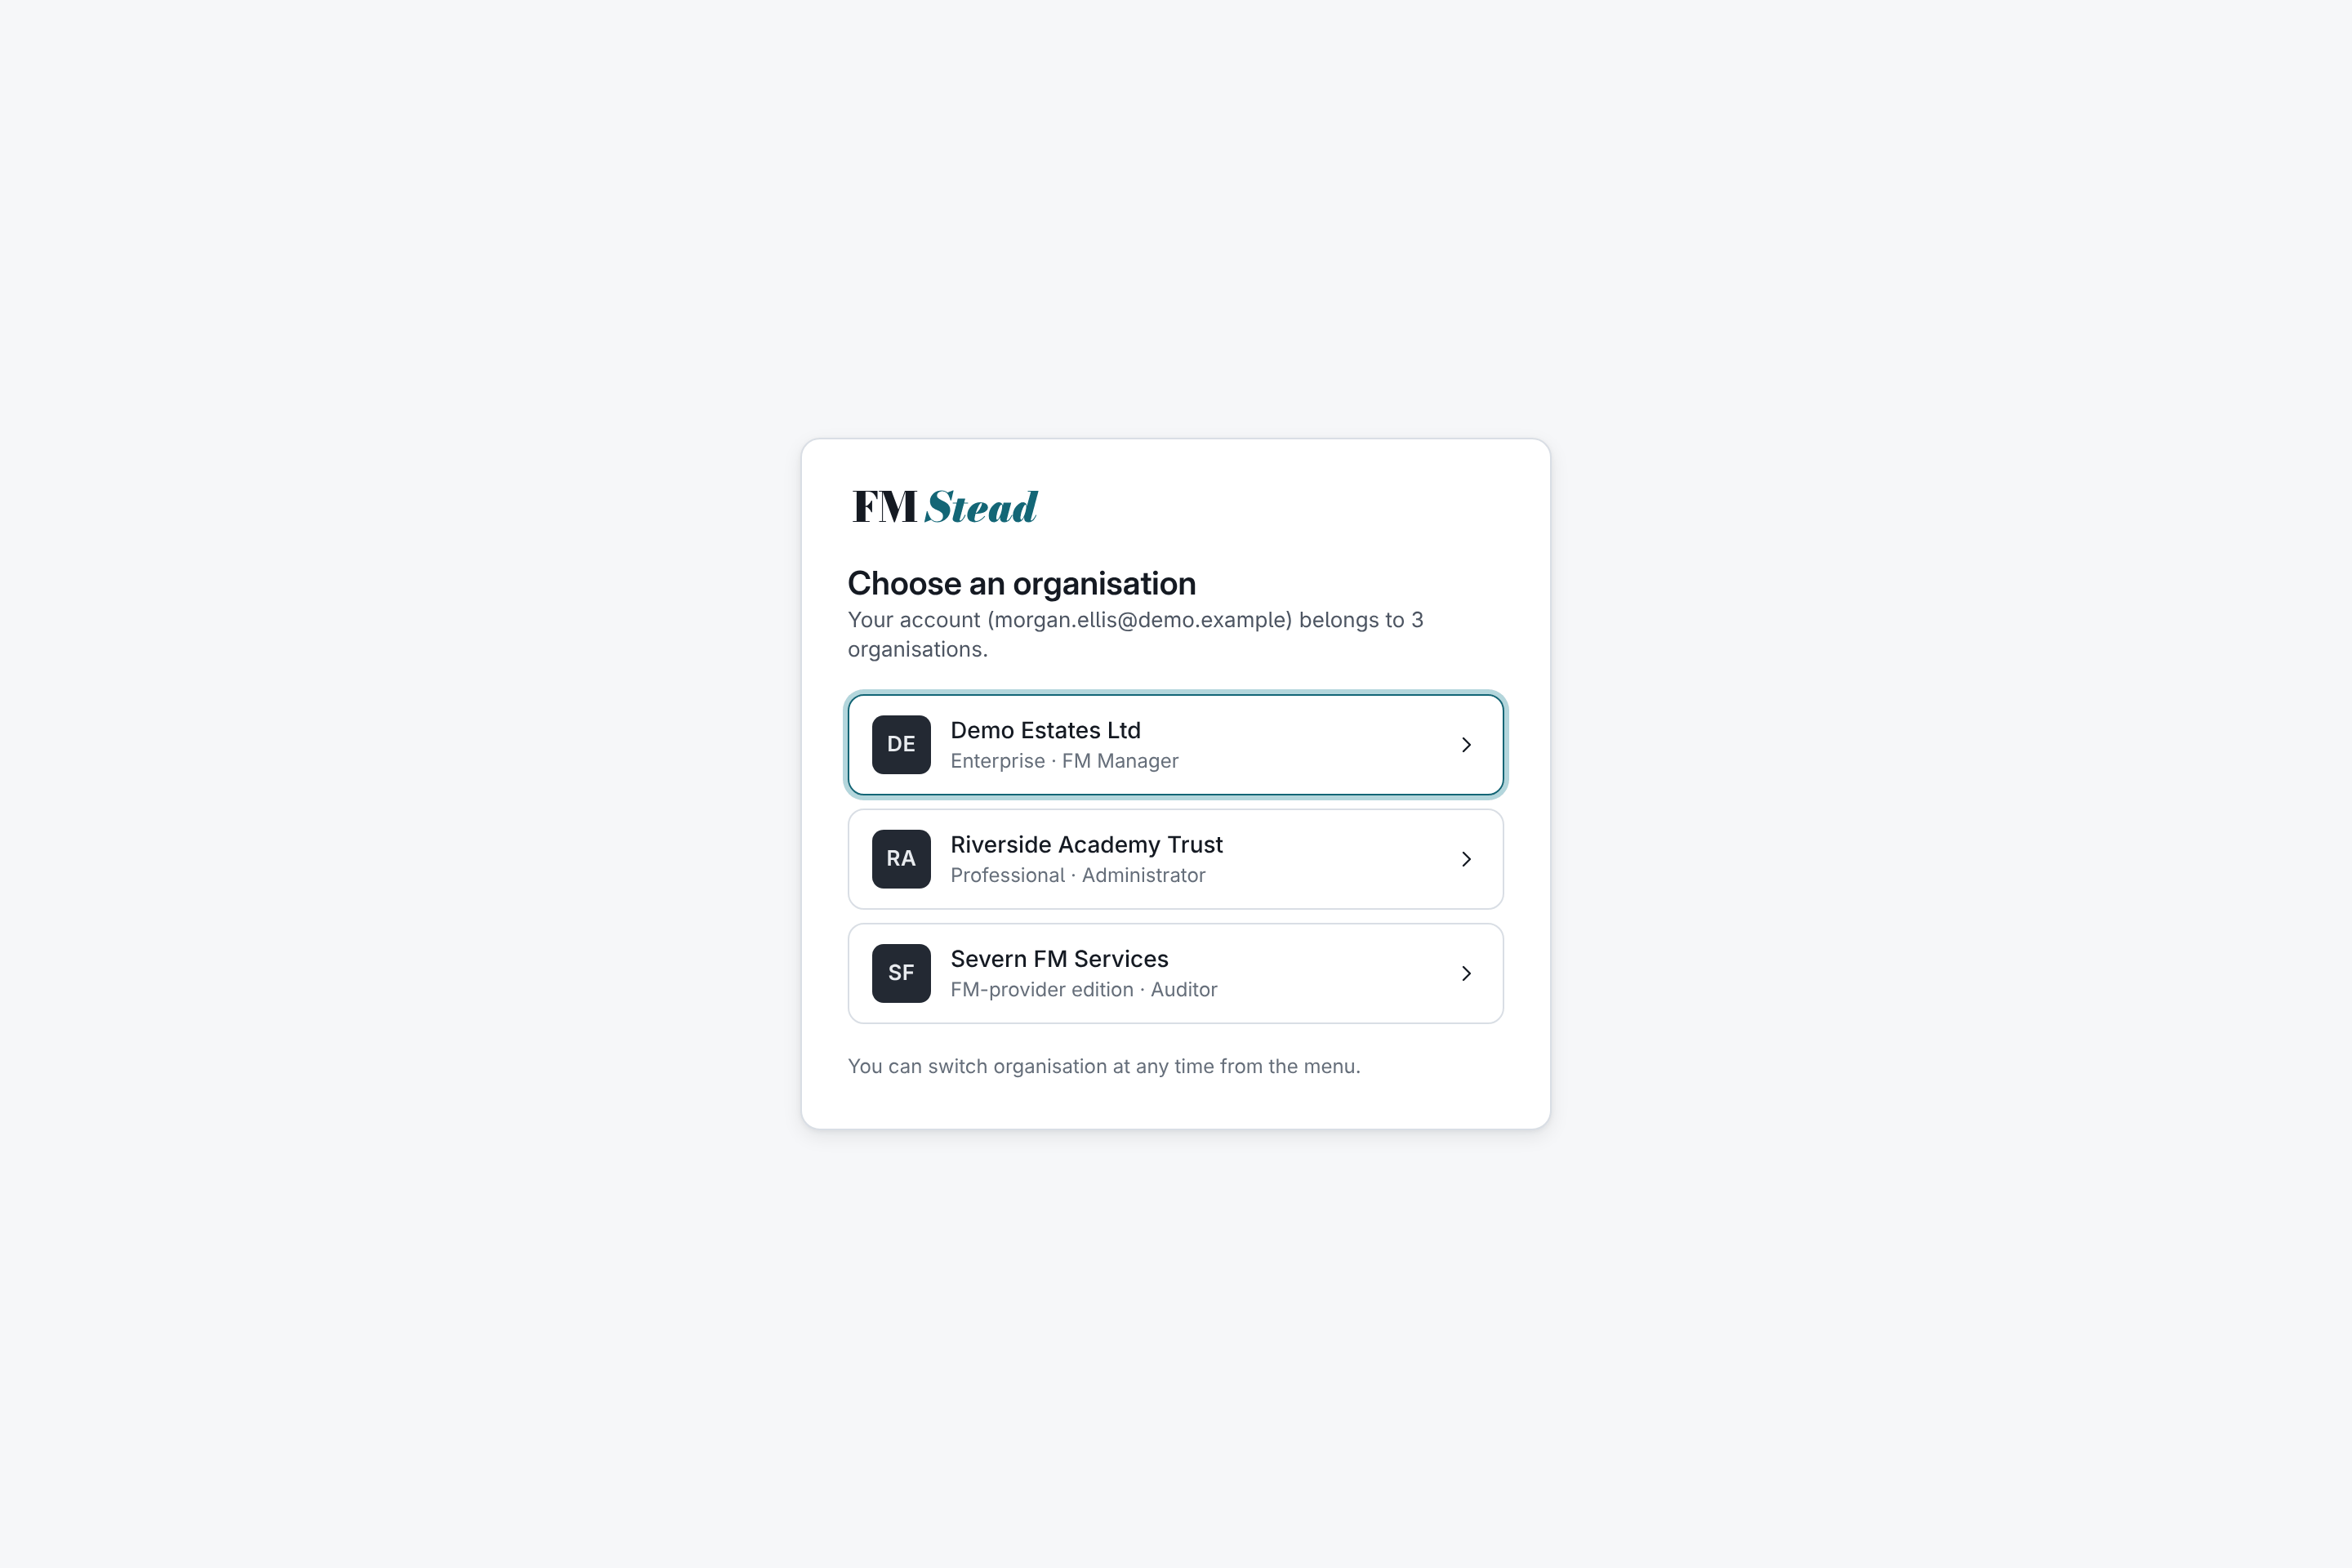 FM Stead
Choose an organisation
Your account (morgan.ellis@demo.example) belongs to 3
organisations.
DE
Demo Estates Ltd
Enterprise · FM Manager
RA
Riverside Academy Trust
Professional · Administrator
SF
Severn FM Services
FM-provider edition · Auditor
You can switch organisation at any time from the menu.